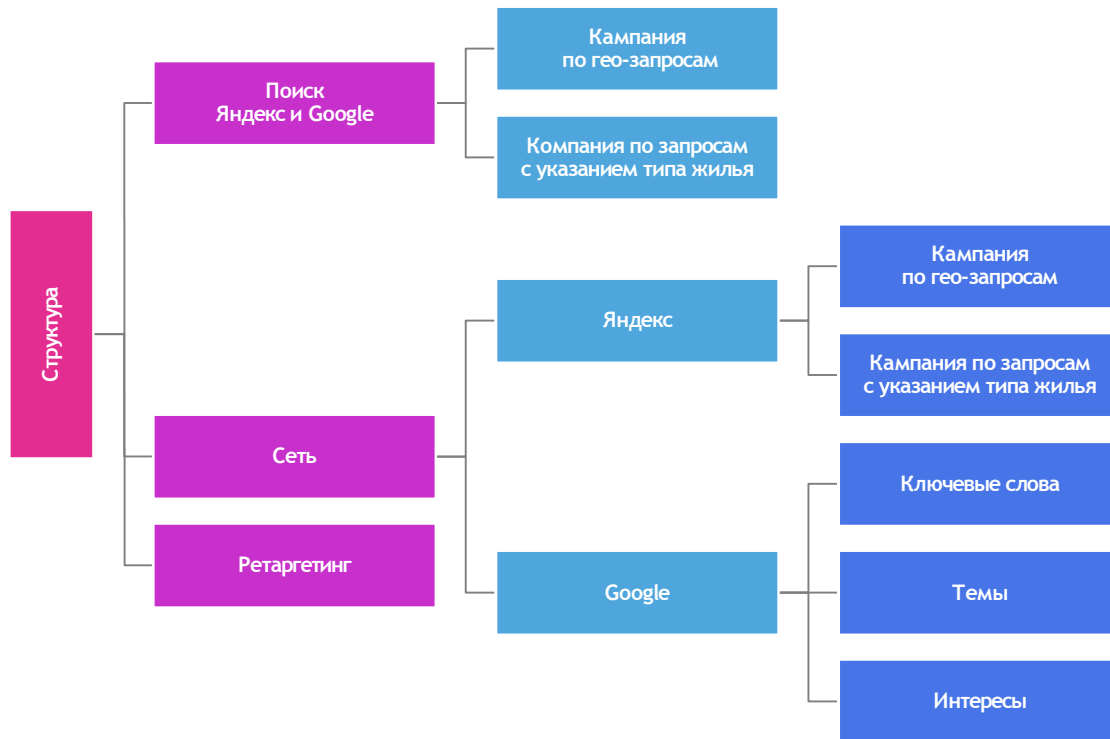 Структура
Поиск
Яндекс и Google
Кампания
по гео-запросам
Компания по запросам
с указанием типа жилья
Сеть
Яндекс
Кампания
по гео-запросам
Кампания по запросам
с указанием типа жилья
Google
Ключевые слова
Темы
Интересы
Ретаргетинг